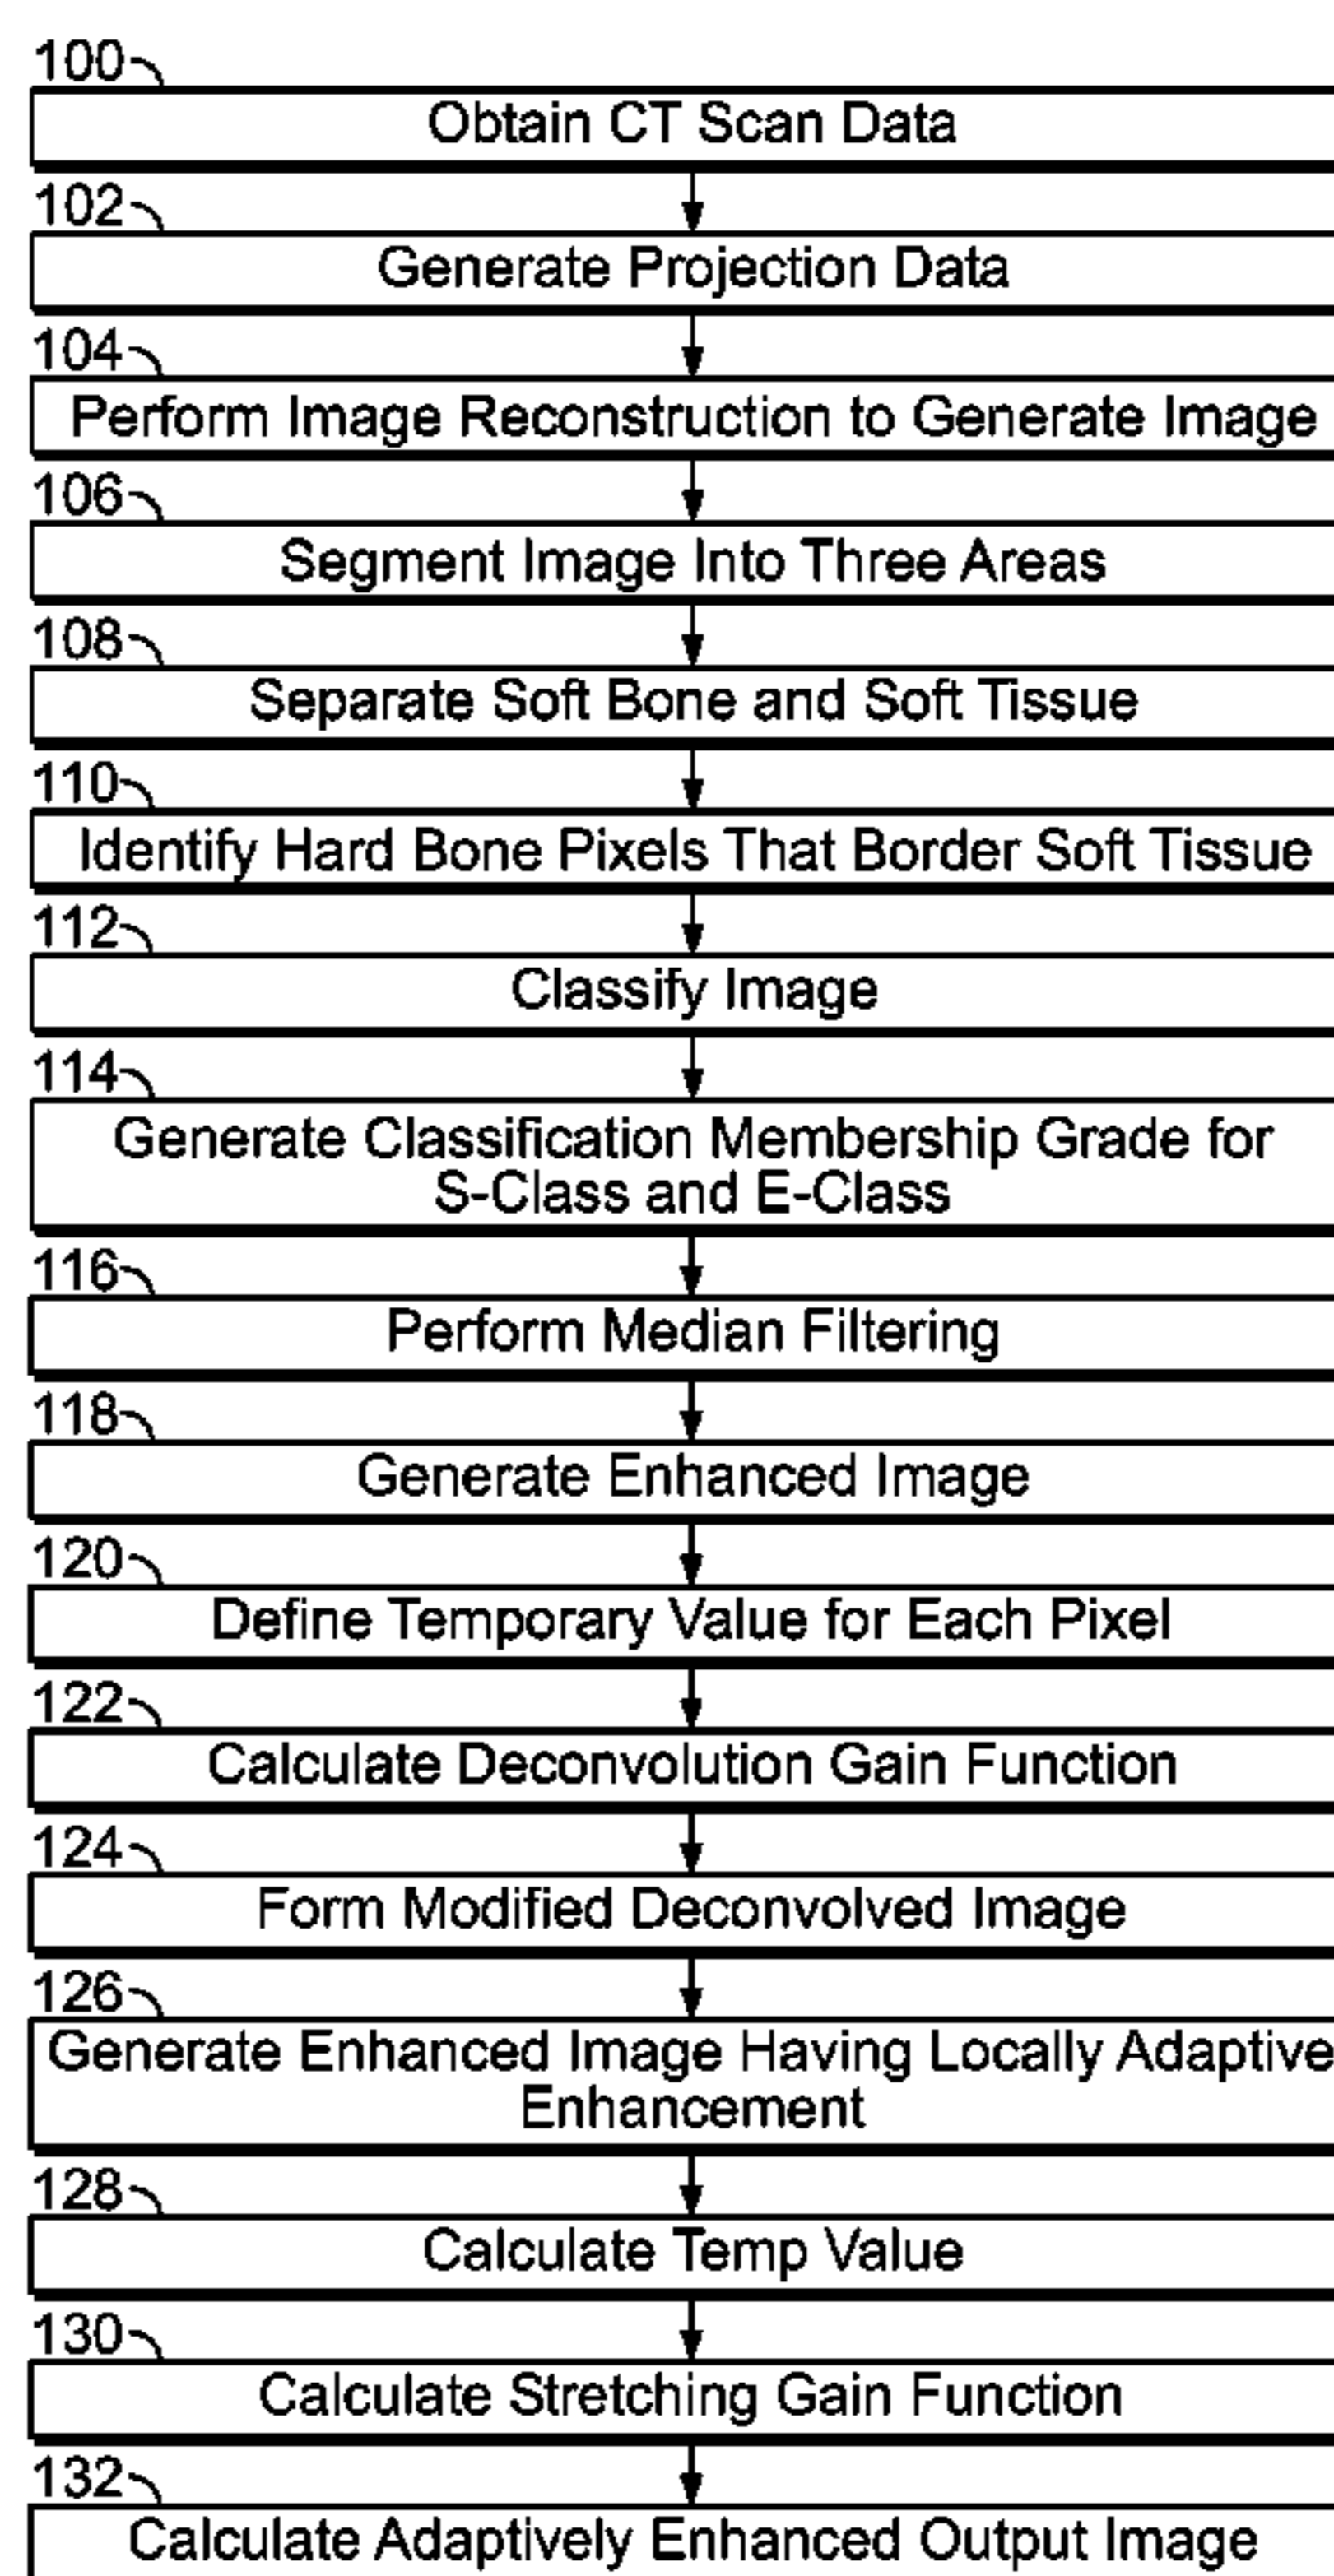 100
Obtain CT Scan Data
102
Generate Projection Data
104
Perform Image Reconstruction to Generate Image
106
Segment Image Into Three Areas
108
Separate Soft Bone and Soft Tissue
110
Identify Hard Bone Pixels That Border Soft Tissue
112
Classify Image
114
Generate Classification Membership Grade for
S-Class and E-Class
116
Perform Median Filtering
118
Generate Enhanced Image
120
Define Temporary Value for Each Pixel
122
Calculate Deconvolution Gain Function
124
Form Modified Deconvolved Image
126
Generate Enhanced Image Having Locally Adaptive
Enhancement
128
Calculate Temp Value
130
Calculate Stretching Gain Function
132
Calculate Adaptively Enhanced Output Image